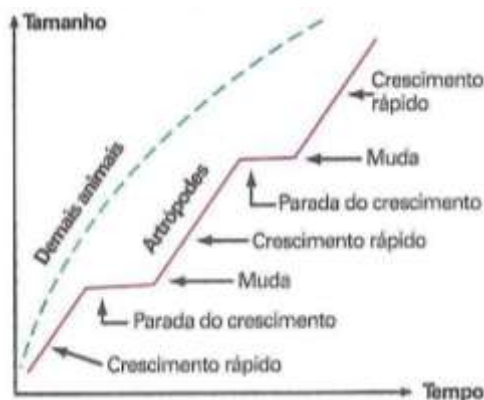 Tamanho
Crescimento
rápido
Demais animais
Artrópodes
Muda
Parada do crescimento
Crescimento rápido
Muda
Parada do crescimento
Crescimento rápido
Tempo